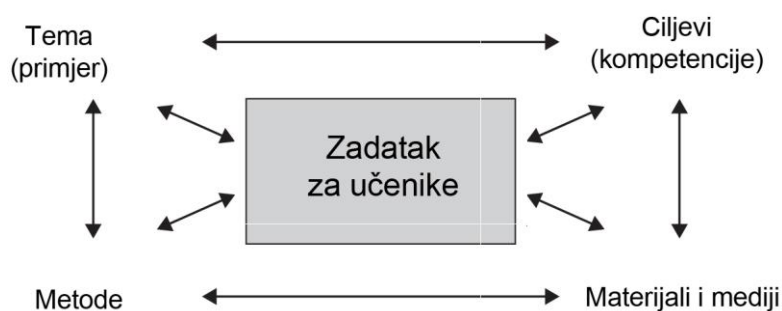 Tema
(primjer)
Ciljevi
(kompetencije)
Zadatak
za učenike
Metode
Materijali i mediji